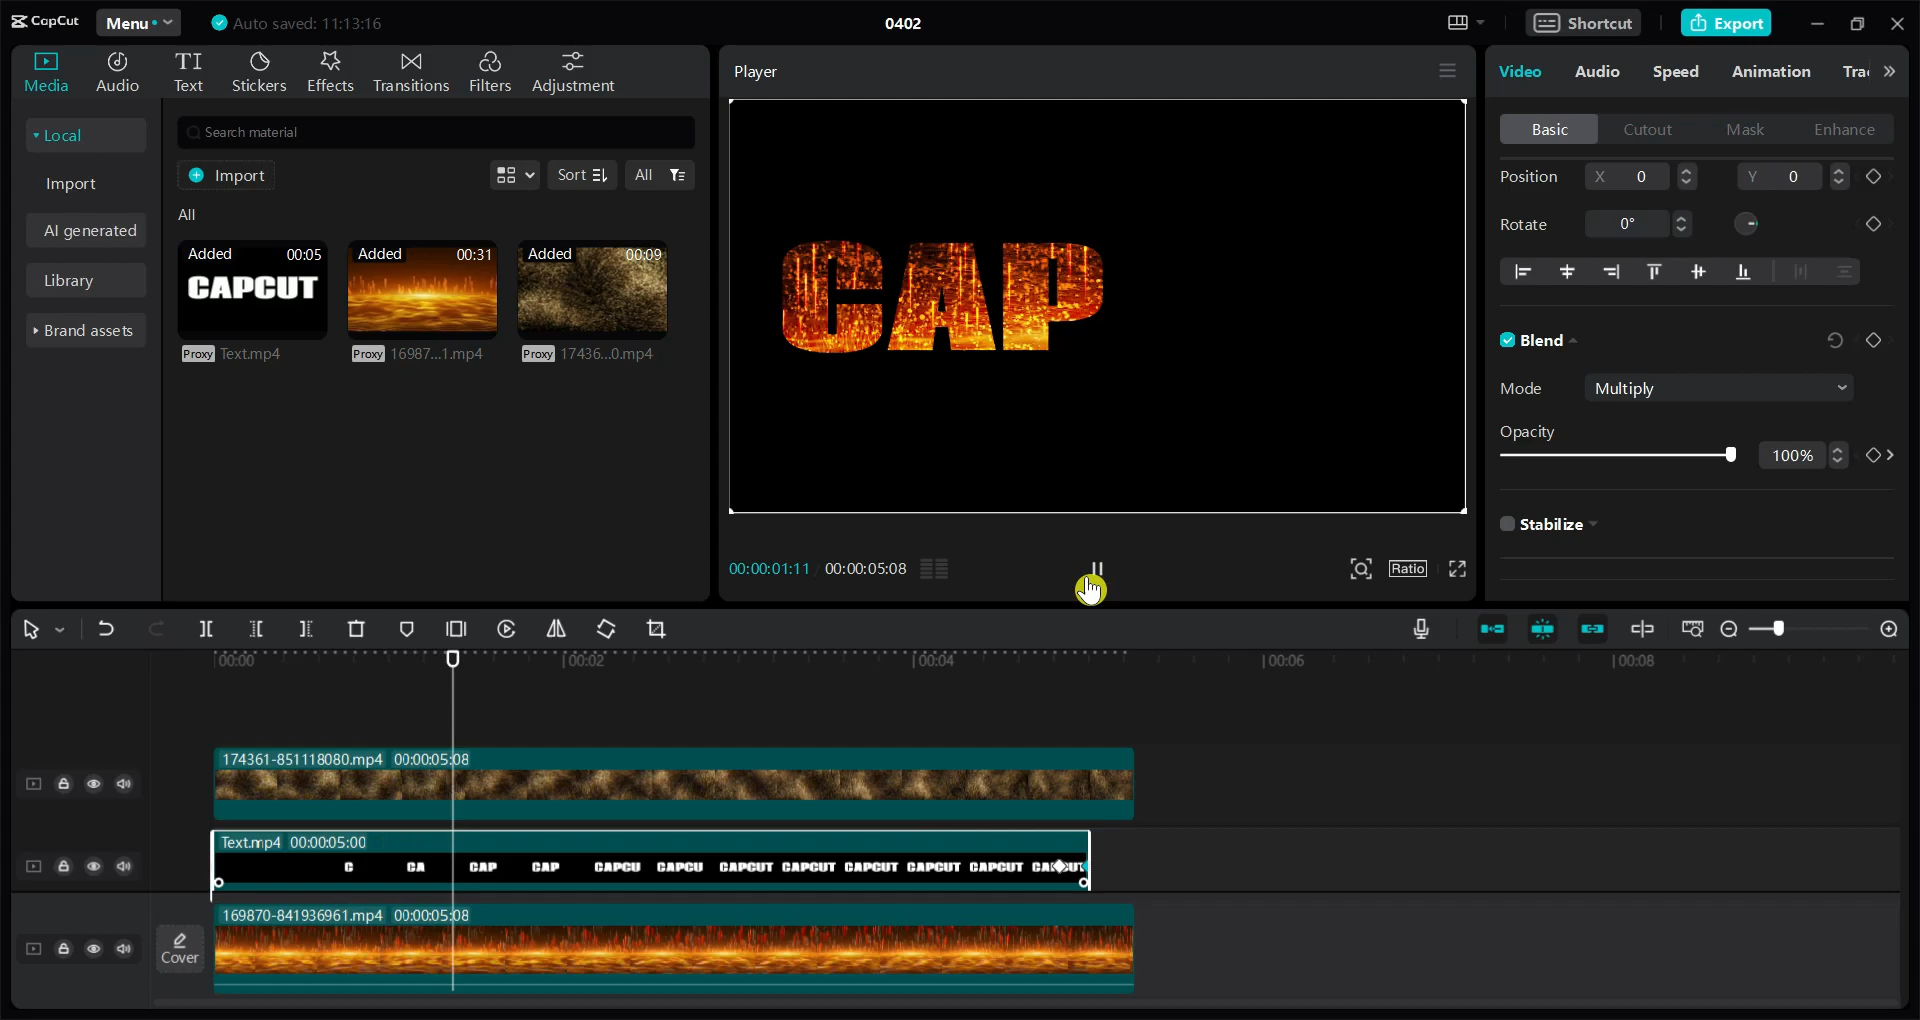 CapCut
Menu
Auto saved: 11:13:16
0402
Shortcut
Export
Media
Audio
TI
Text
Stickers
Effects
Transitions
Filters
Adjustment
Local
Import
AI generated
Library
Brand assets
Search material
Import
Sort
All
All
Added 00:05
CAPCUT
Proxy Text.mp4
Added 00:31
Proxy 16987...1.mp4
Added 00:09
Proxy 17436...0.mp4
Player
CAP
00:00:01:11 00:00:05:08
Ratio
Video
Audio
Speed
Animation
Basic
Cutout
Mask
Enhance
Position X 0 Y 0
Rotate 0°
Blend
Mode Multiply
Opacity
100%
Stabilize
00:00
00:02
00:04
00:06
00:08
174361-851118080.mp4 00:00:05:08
Text.mp4 00:00:05:00
C CA CAP CAP CAPCU CAPCU CAPCUT CAPCUT CAPCUT CAPCUT CAPCUT
Cover
169870-841936961.mp4 00:00:05:08